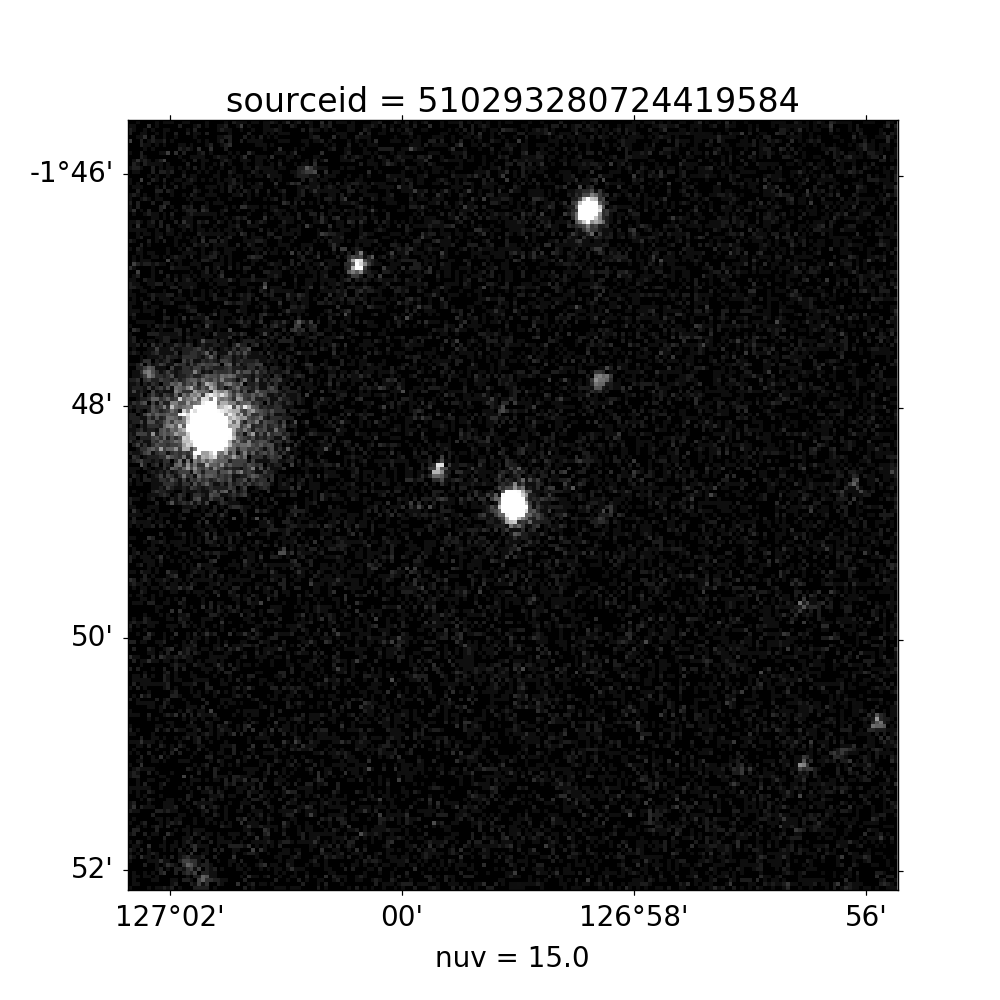 sourceid = 510293280724419584
-1°46'
48'
50'
52'
127°02' 00' 126°58' 56'
nuv = 15.0